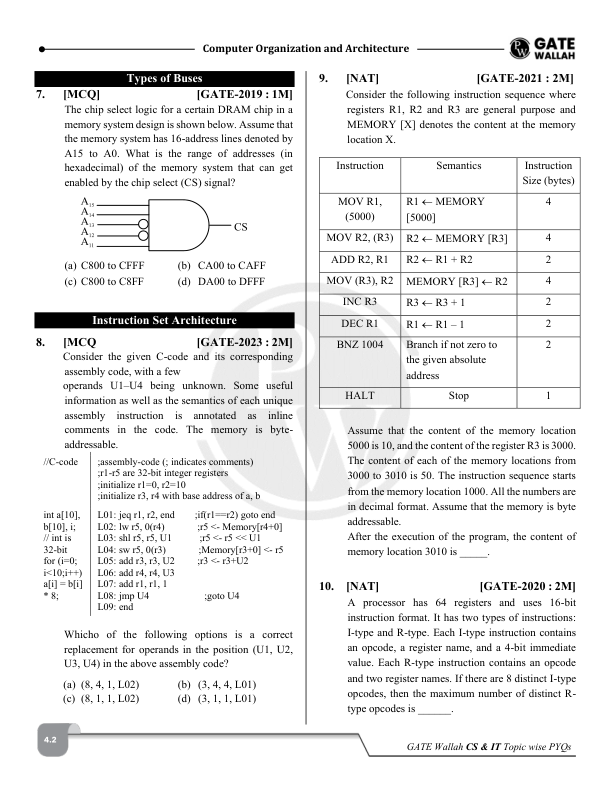 Computer Organization and Architecture
GATE
WALLAH
Types of Buses
7. [MCQ] [GATE-2019 : 1M]
The chip select logic for a certain DRAM chip in a
memory system design is shown below. Assume that
the memory system has 16-address lines denoted by
A15 to A0. What is the range of addresses (in
hexadecimal) of the memory system that can get
enabled by the chip select (CS) signal?
A₁₅
A₁₄
A₁₃
A₁₂
A₁₁
CS
(a) C800 to CFFF (b) CA00 to CAFF
(c) C800 to C8FF (d) DA00 to DFFF
Instruction Set Architecture
8. [MCQ [GATE-2023 : 2M]
Consider the given C-code and its corresponding
assembly code, with a few
operands U1–U4 being unknown. Some useful
information as well as the semantics of each unique
assembly instruction is annotated as inline
comments in the code. The memory is byte-
addressable.
//C-code ;assembly-code (; indicates comments)
;r1-r5 are 32-bit integer registers
;initialize r1=0, r2=10
;initialize r3, r4 with base address of a, b
int a[10], L01: jeq r1, r2, end ;if(r1==r2) goto end
b[10], i; L02: lw r5, 0(r4) ;r5 <- Memory[r4+0]
// int is L03: shl r5, r5, U1 ;r5 <- r5 << U1
32-bit L04: sw r5, 0(r3) ;Memory[r3+0] <- r5
for (i=0; L05: add r3, r3, U2 ;r3 <- r3+U2
i<10;i++) L06: add r4, r4, U3
a[i] = b[i] L07: add r1, r1, 1
* 8; L08: jmp U4 ;goto U4
L09: end
Whicho of the following options is a correct
replacement for operands in the position (U1, U2,
U3, U4) in the above assembly code?
(a) (8, 4, 1, L02) (b) (3, 4, 4, L01)
(c) (8, 1, 1, L02) (d) (3, 1, 1, L01)
9. [NAT] [GATE-2021 : 2M]
Consider the following instruction sequence where
registers R1, R2 and R3 are general purpose and
MEMORY [X] denotes the content at the memory
location X.
Instruction Semantics Instruction
Size (bytes)
MOV R1, R1 ← MEMORY 4
(5000) [5000]
MOV R2, (R3) R2 ← MEMORY [R3] 4
ADD R2, R1 R2 ← R1 + R2 2
MOV (R3), R2 MEMORY [R3] ← R2 4
INC R3 R3 ← R3 + 1 2
DEC R1 R1 ← R1 – 1 2
BNZ 1004 Branch if not zero to 2
the given absolute
address
HALT Stop 1
Assume that the content of the memory location
5000 is 10, and the content of the register R3 is 3000.
The content of each of the memory locations from
3000 to 3010 is 50. The instruction sequence starts
from the memory location 1000. All the numbers are
in decimal format. Assume that the memory is byte
addressable.
After the execution of the program, the content of
memory location 3010 is _____.
10. [NAT] [GATE-2020 : 2M]
A processor has 64 registers and uses 16-bit
instruction format. It has two types of instructions:
I-type and R-type. Each I-type instruction contains
an opcode, a register name, and a 4-bit immediate
value. Each R-type instruction contains an opcode
and two register names. If there are 8 distinct I-type
opcodes, then the maximum number of distinct R-
type opcodes is ______.
4.2
GATE Wallah CS & IT Topic wise PYQs